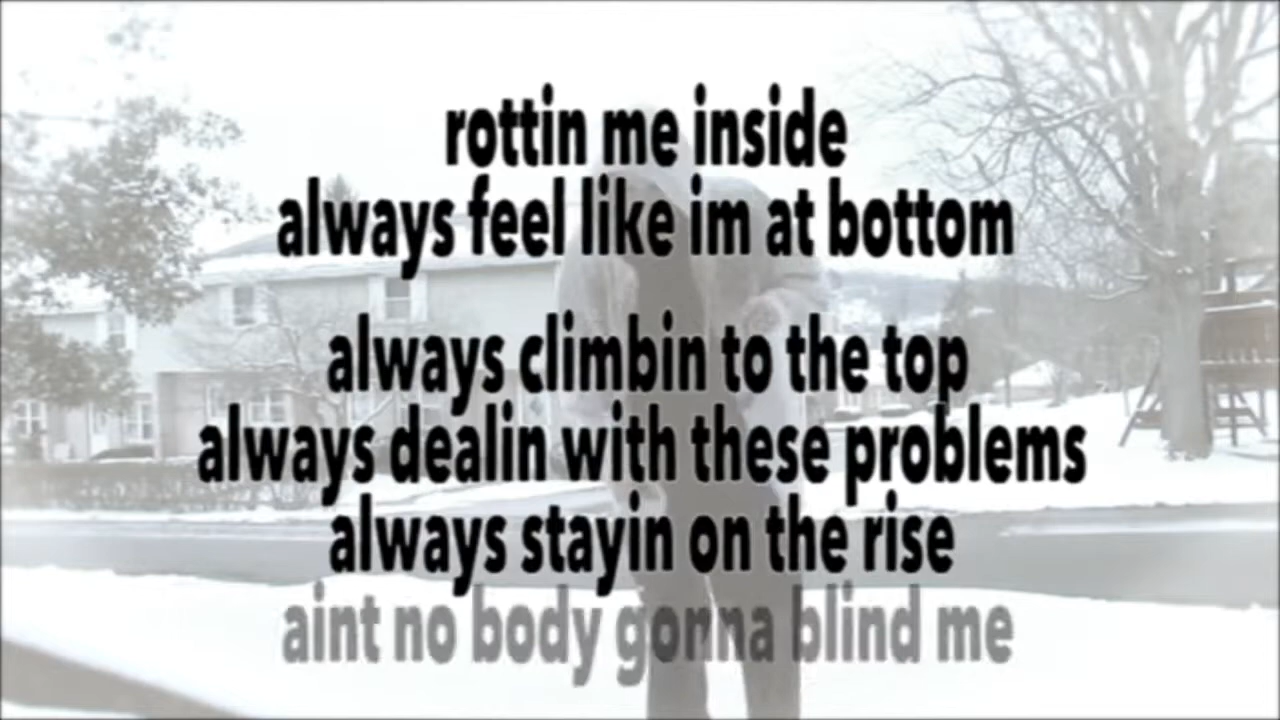 rottin me inside
always feel like im at bottom
always climbin to the top
always dealin with these problems
always stayin on the rise
aint no body gonna blind me